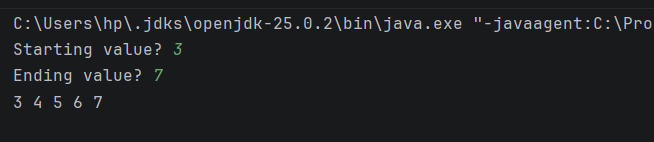 C:\Users\hp\.jdks\openjdk-25.0.2\bin\java.exe "-javaagent:C:\Pro
Starting value? 3
Ending value? 7
3 4 5 6 7